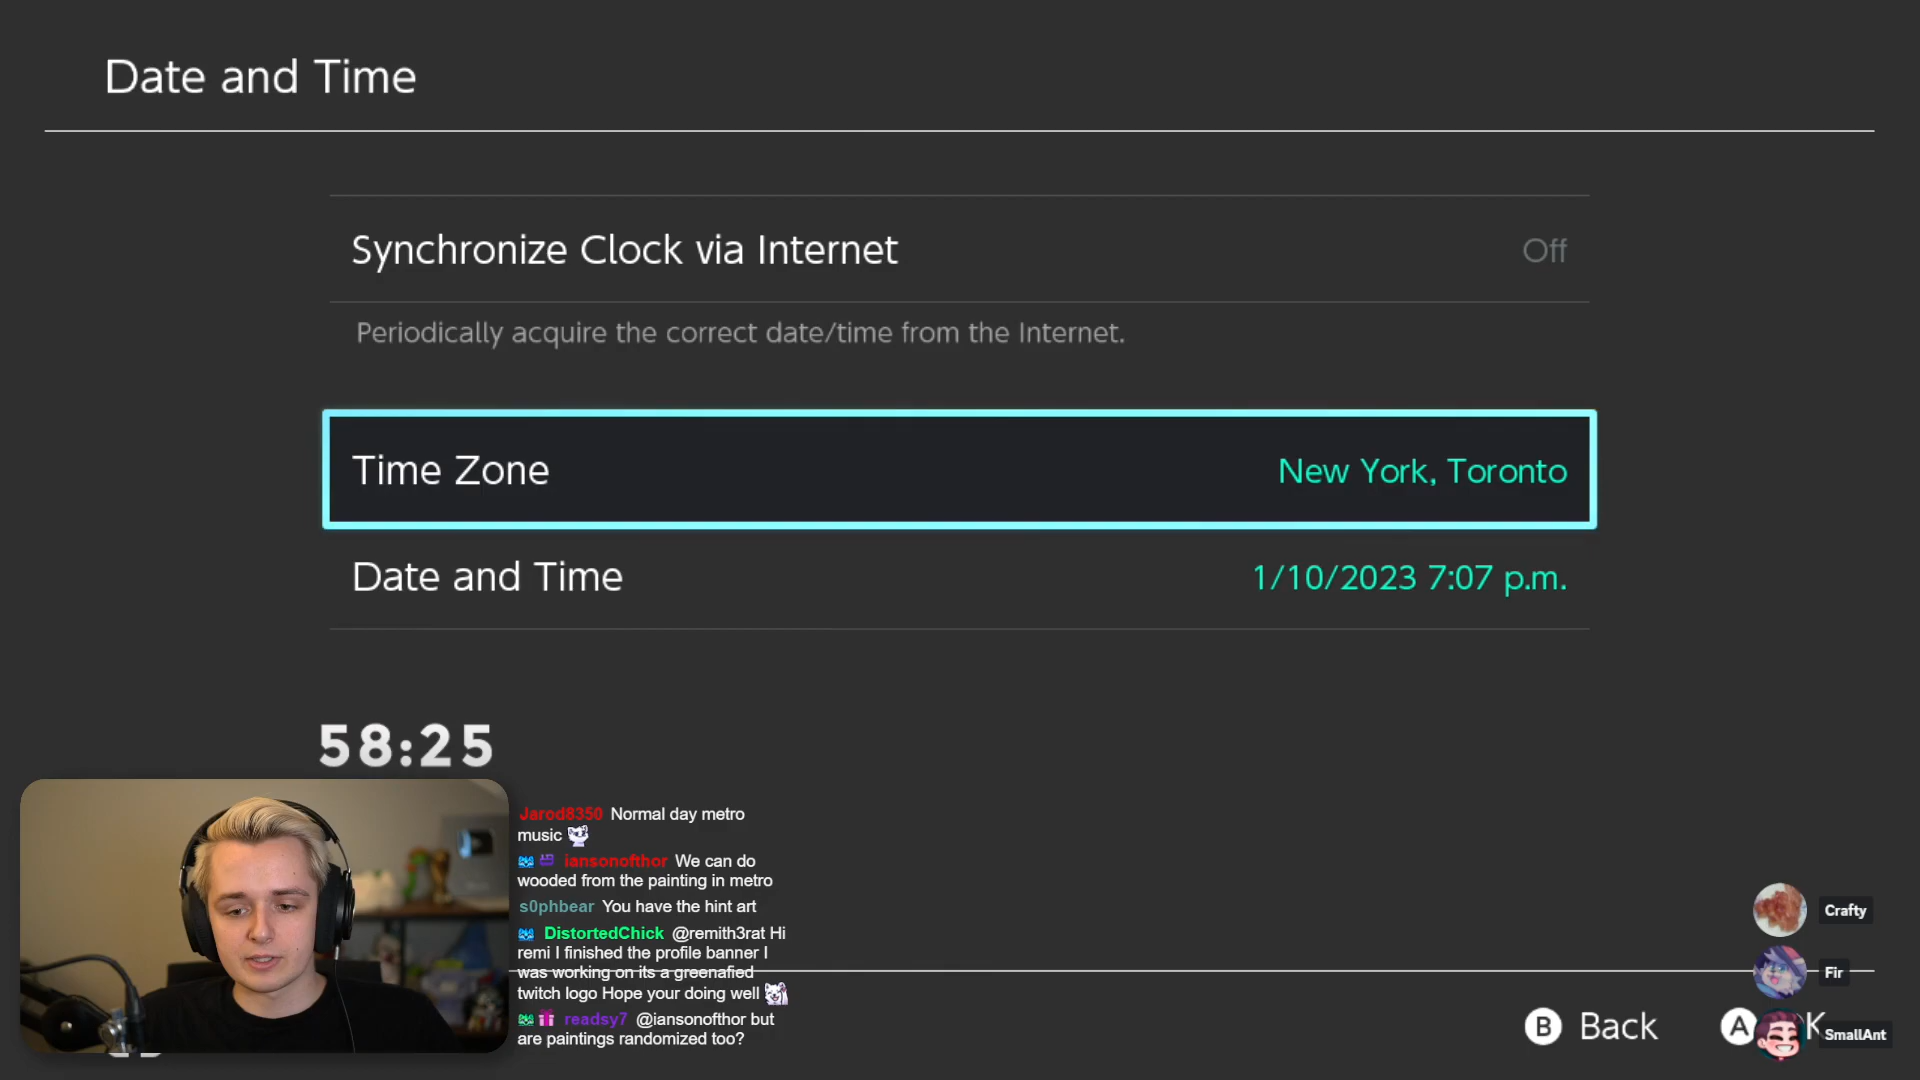 Date and Time
Synchronize Clock via Internet Off
Periodically acquire the correct date/time from the Internet.
Time Zone New York, Toronto
Date and Time 1/10/2023 7:07 p.m.
58:25
Jarod8350 Normal day metro
music
iansonofthor We can do
wooded from the painting in metro
s0phbear You have the hint art
DistortedChick @remith3rat Hi
remi I finished the profile banner I
was working on its a greenafied
twitch logo Hope your doing well
readsy7 @iansonofthor but
are paintings randomized too?
Crafty
Fir
SmallAnt
B Back A